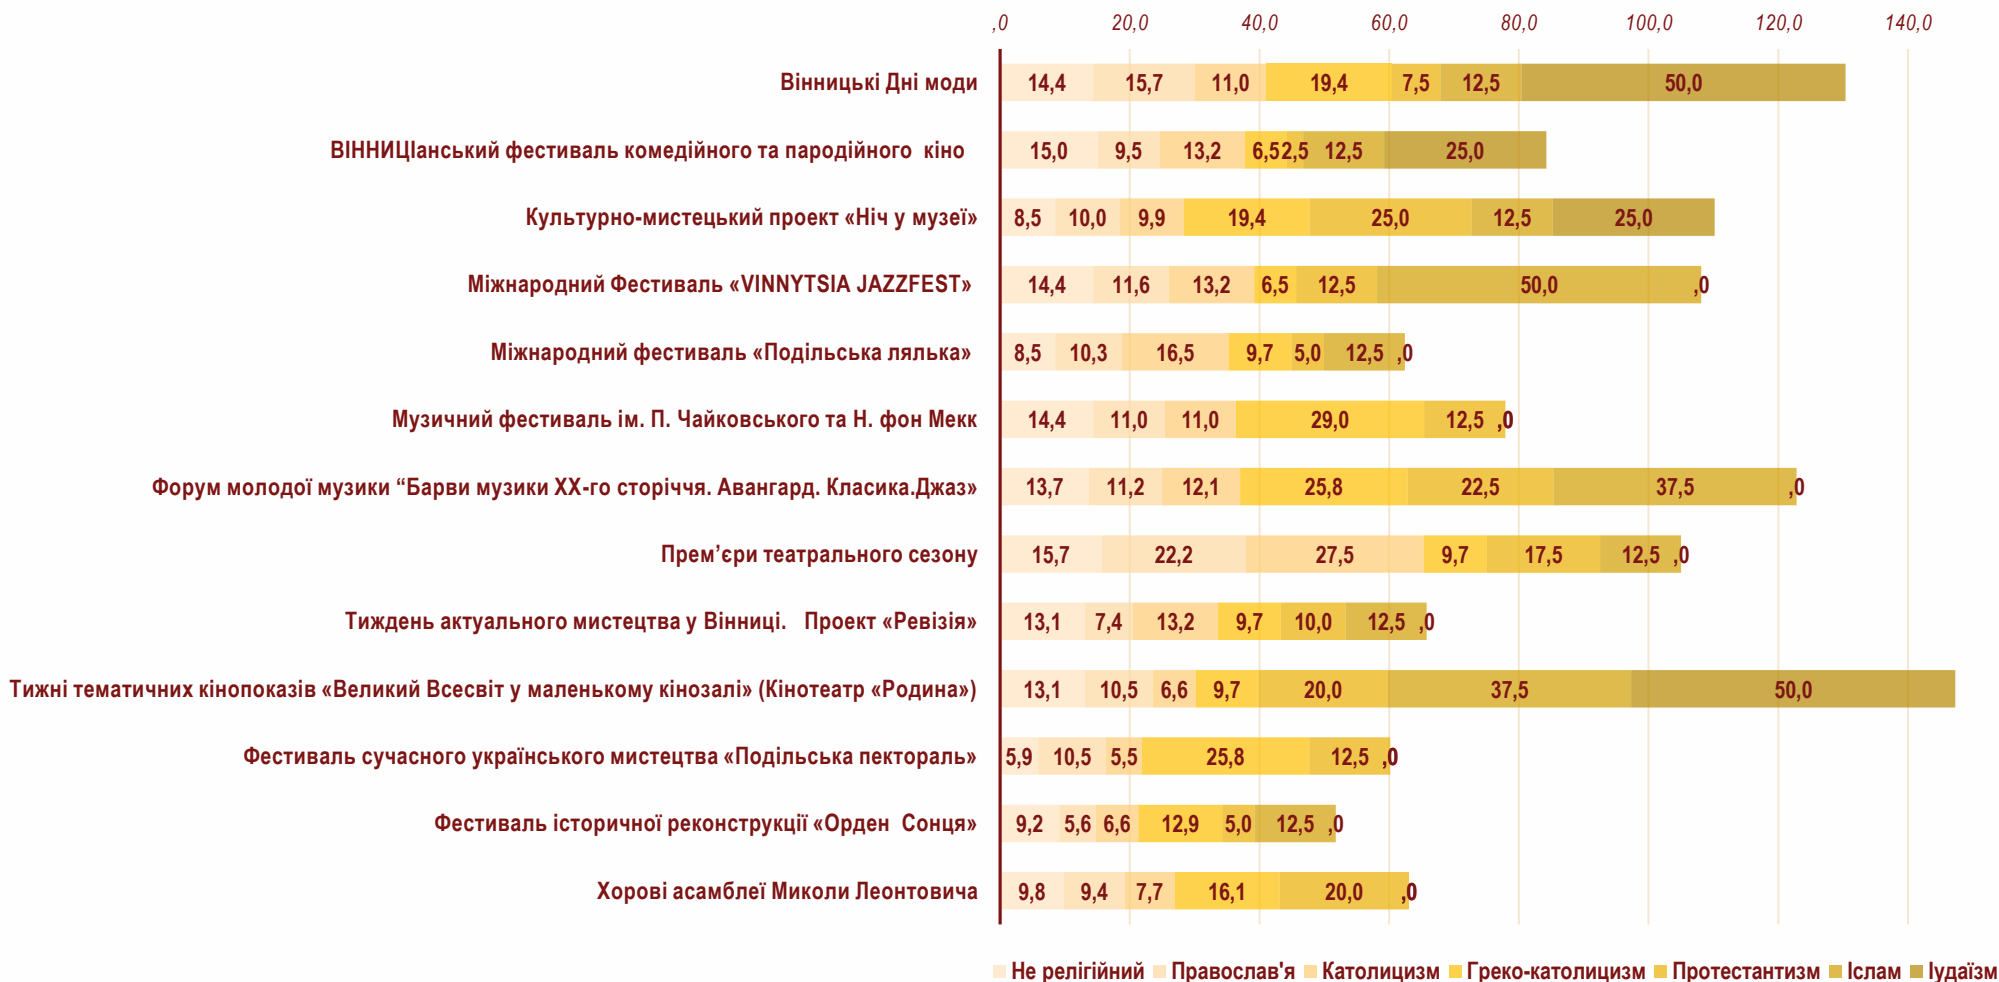 ,0 20,0 40,0 60,0 80,0 100,0 120,0 140,0
Вінницькі Дні моди 14,4 15,7 11,0 19,4 7,5 12,5 50,0
ВІННИЦІанський фестиваль комедійного та пародійного кіно 15,0 9,5 13,2 6,5 2,5 12,5 25,0
Культурно-мистецький проект «Ніч у музеї» 8,5 10,0 9,9 19,4 25,0 12,5 25,0
Міжнародний Фестиваль «VINNYTSIA JAZZFEST» 14,4 11,6 13,2 6,5 12,5 50,0 ,0
Міжнародний фестиваль «Подільська лялька» 8,5 10,3 16,5 9,7 5,0 12,5 ,0
Музичний фестиваль ім. П. Чайковського та Н. фон Мекк 14,4 11,0 11,0 29,0 12,5 ,0
Форум молодої музики “Барви музики ХХ-го сторіччя. Авангард. Класика.Джаз» 13,7 11,2 12,1 25,8 22,5 37,5 ,0
Прем’єри театрального сезону 15,7 22,2 27,5 9,7 17,5 12,5 ,0
Тиждень актуального мистецтва у Вінниці. Проект «Ревізія» 13,1 7,4 13,2 9,7 10,0 12,5 ,0
Тижні тематичних кінопоказів «Великий Всесвіт у маленькому кінозалі» (Кінотеатр «Родина») 13,1 10,5 6,6 9,7 20,0 37,5 50,0
Фестиваль сучасного українського мистецтва «Подільська пектораль» 5,9 10,5 5,5 25,8 12,5 ,0
Фестиваль історичної реконструкції «Орден Сонця» 9,2 5,6 6,6 12,9 5,0 12,5 ,0
Хорові асамблеї Миколи Леонтовича 9,8 9,4 7,7 16,1 20,0 ,0
Не релігійний Православ'я Католицизм Греко-католицизм Протестантизм Іслам Іудаїзм